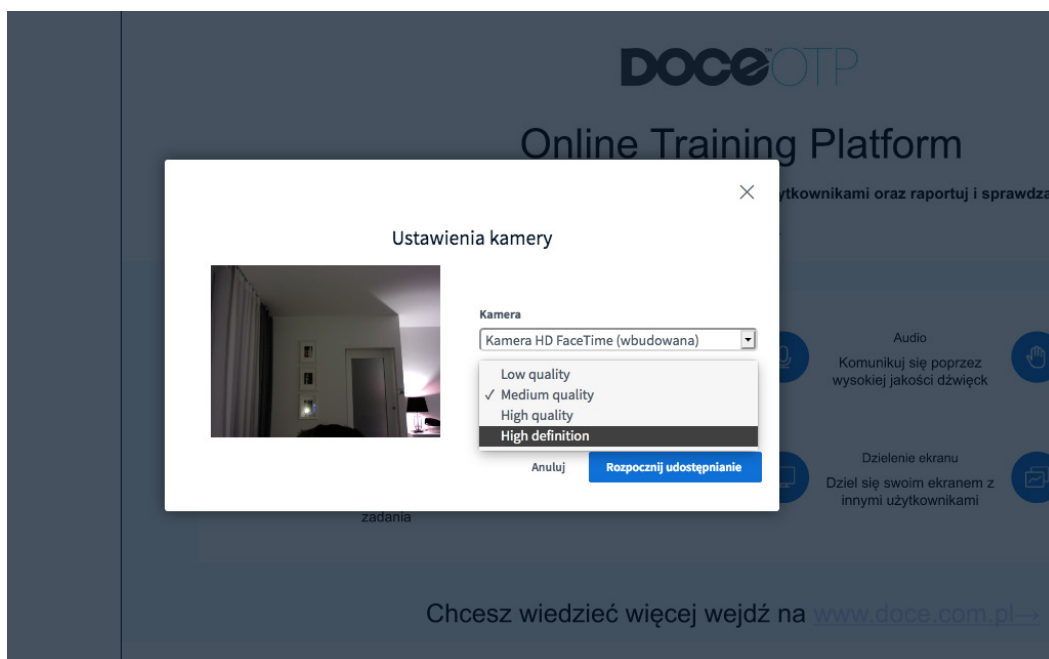 DOCE™OTP
Online Training Platform
ytkownikami oraz raportuj i sprawdza
Ustawienia kamery
Kamera
Kamera HD FaceTime (wbudowana)
Low quality
✓ Medium quality
High quality
High definition
Anuluj
Rozpocznij udostępnianie
Audio
Komunikuj się poprzez
wysokiej jakości dźwięck
Dzielenie ekranu
Dziel się swoim ekranem z
innymi użytkownikami
zadania
Chcesz wiedzieć więcej wejdź na www.doce.com.pl→